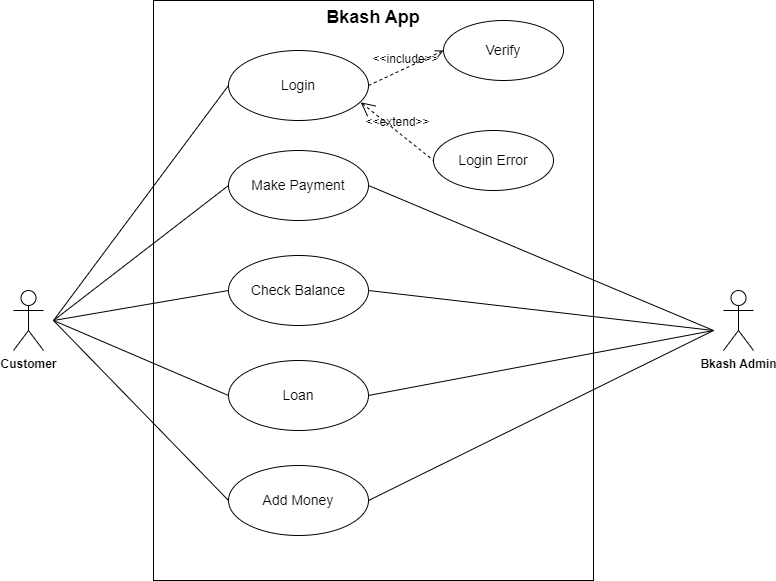 Bkash App
Verify
<<include>>
Login
<<extend>>
Login Error
Make Payment
Check Balance
Customer
Bkash Admin
Loan
Add Money